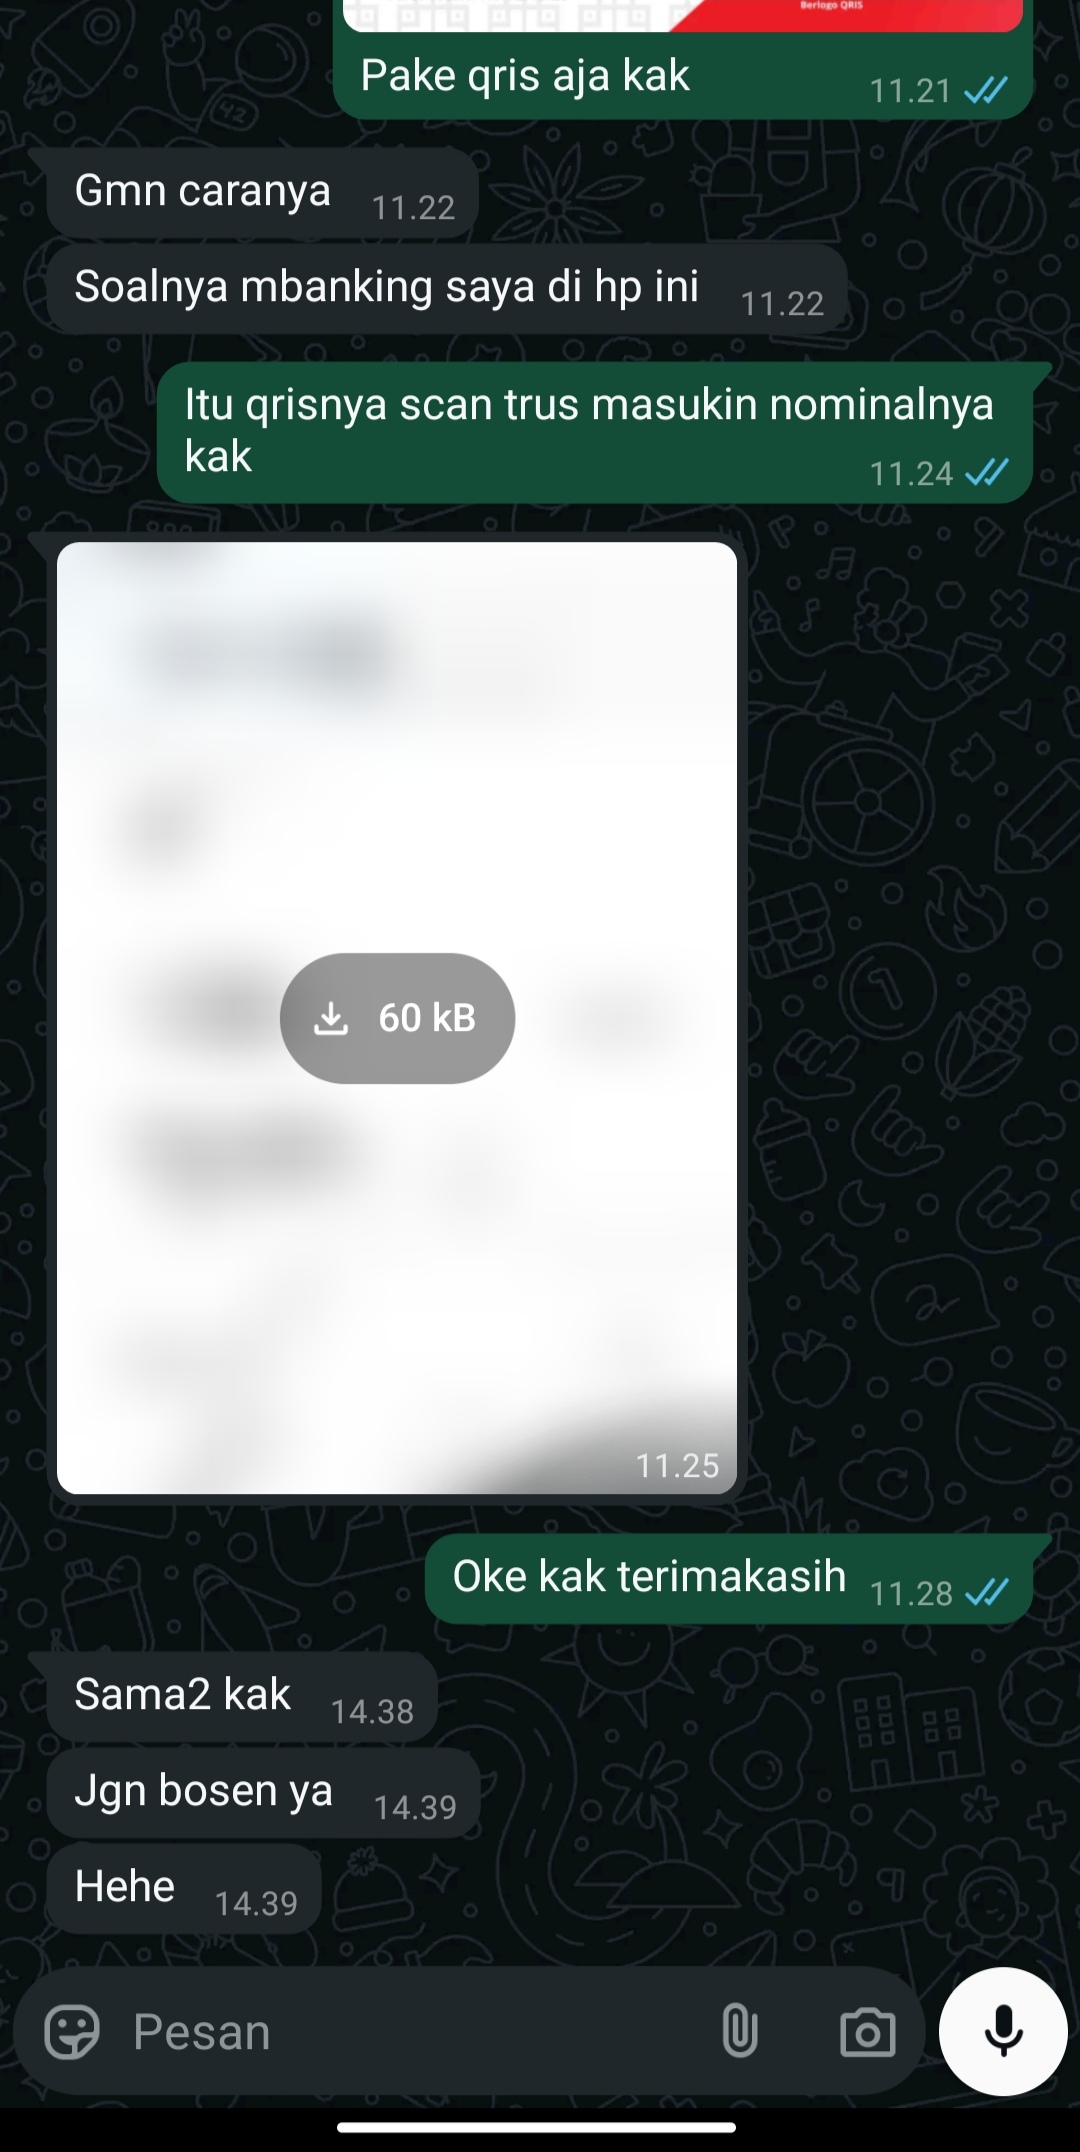 Berlogo QRIS
Pake qris aja kak
11.21
Gmn caranya
11.22
Soalnya mbanking saya di hp ini
11.22
Itu qrisnya scan trus masukin nominalnya
kak
11.24
60 kB
11.25
Oke kak terimakasih
11.28
Sama2 kak
14.38
Jgn bosen ya
14.39
Hehe
14.39
Pesan